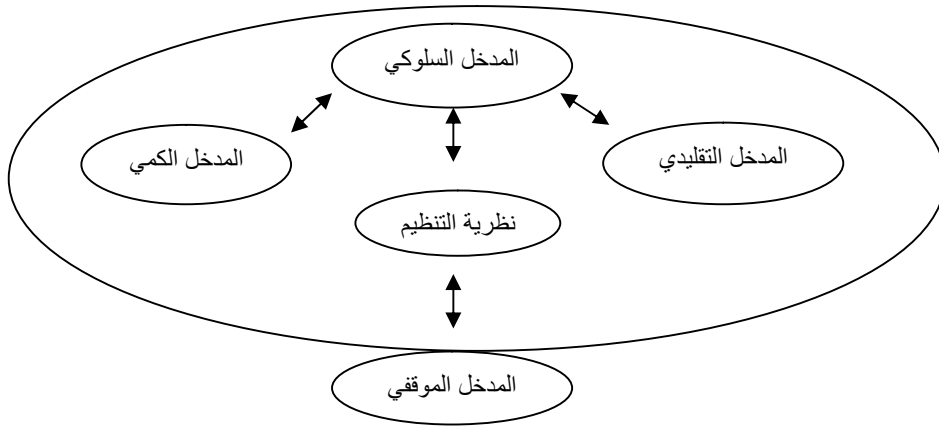 المدخل السلوكي
المدخل التقليدي
المدخل الكمي
نظرية التنظيم
المدخل الموقفي